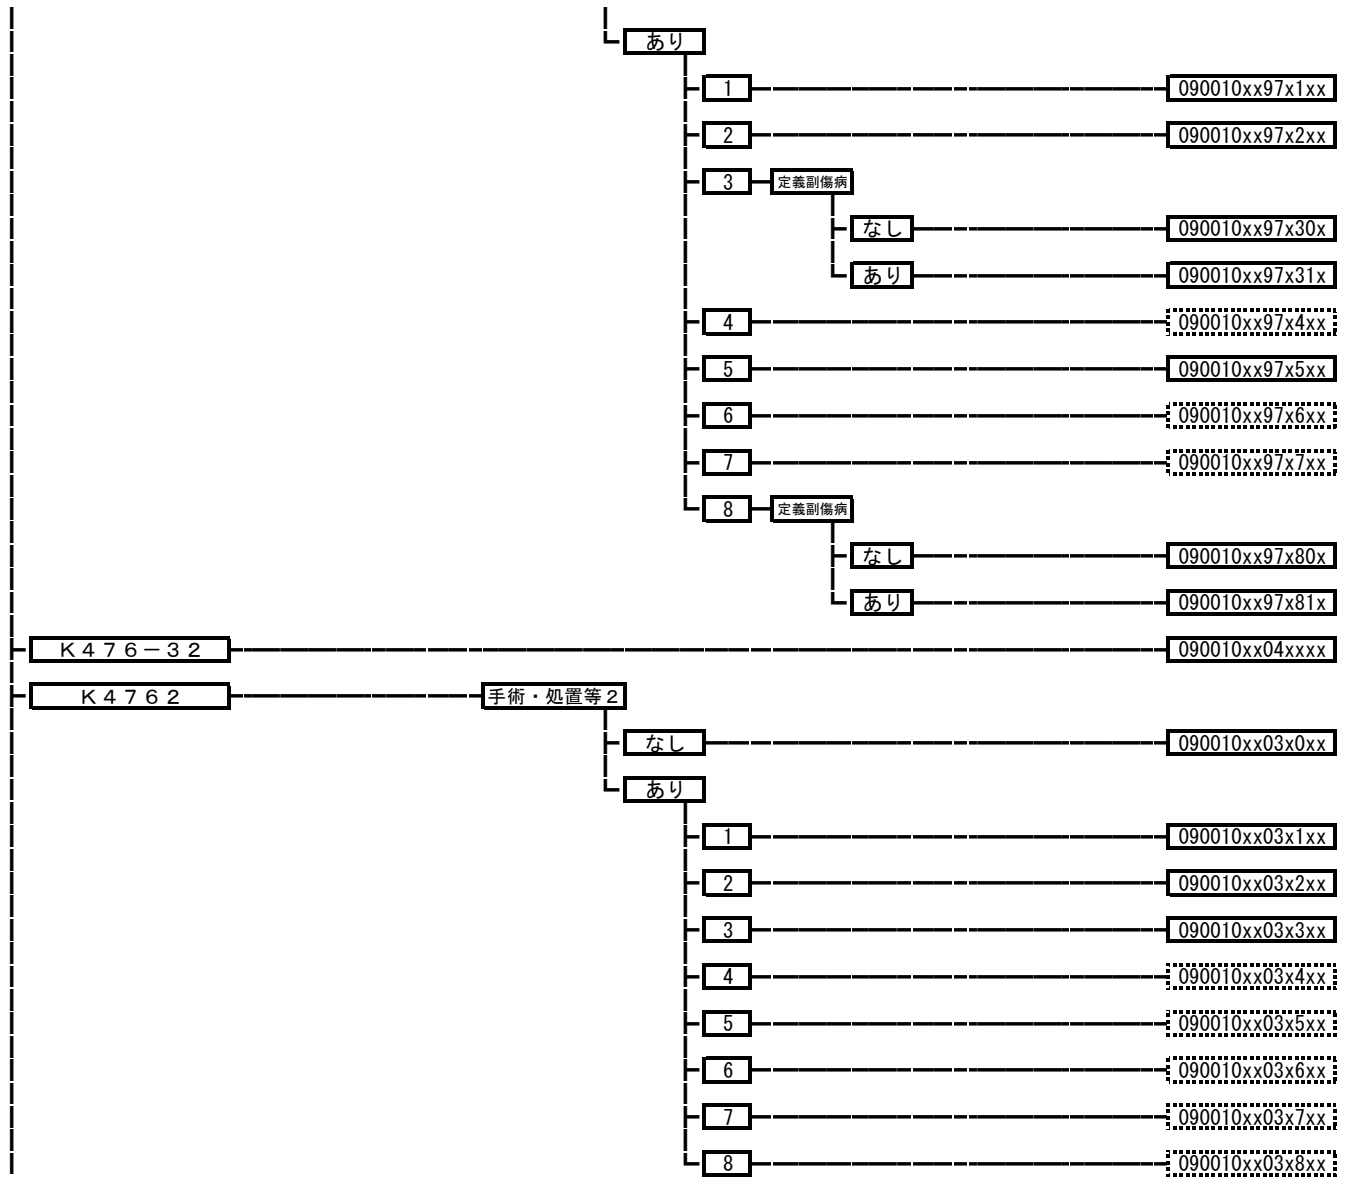 あり
1 090010xx97x1xx
2 090010xx97x2xx
3 定義副傷病
なし 090010xx97x30x
あり 090010xx97x31x
4 090010xx97x4xx
5 090010xx97x5xx
6 090010xx97x6xx
7 090010xx97x7xx
8 定義副傷病
なし 090010xx97x80x
あり 090010xx97x81x
K476-32 090010xx04xxxx
K4762 手術・処置等2
なし 090010xx03x0xx
あり
1 090010xx03x1xx
2 090010xx03x2xx
3 090010xx03x3xx
4 090010xx03x4xx
5 090010xx03x5xx
6 090010xx03x6xx
7 090010xx03x7xx
8 090010xx03x8xx